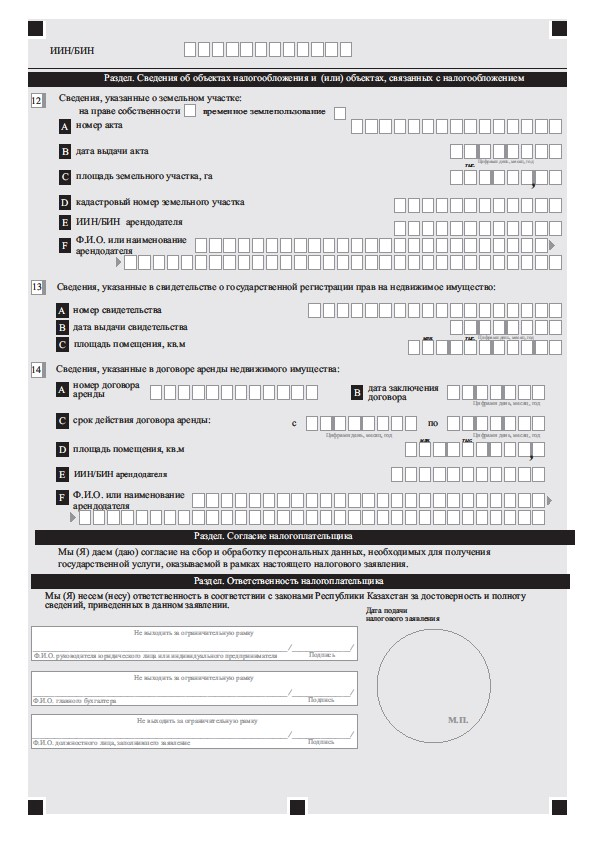 ИИН/БИН
Раздел. Сведения об объектах налогообложения и (или) объектах, связанных с налогообложением
12 Сведения, указанные о земельном участке:
на праве собственности временное землепользование
A номер акта
B дата выдачи акта
Цифрами день, месяц, год
тыс.
C площадь земельного участка, га ,
D кадастровый номер земельного участка
E ИИН/БИН арендодателя
F Ф.И.О. или наименование
арендодателя
13 Сведения, указанные в свидетельстве о государственной регистрации прав на недвижимое имущество:
A номер свидетельства
B дата выдачи свидетельства
млн. тыс. Цифрами день, месяц, год
C площадь помещения, кв.м
14 Сведения, указанные в договоре аренды недвижимого имущества:
A номер договора B дата заключения
аренды договора
Цифрами день, месяц, год
C срок действия договора аренды: с по
Цифрами день, месяц, год Цифрами день, месяц, год
млн. тыс.
D площадь помещения, кв.м ,
E ИИН/БИН арендодателя
F Ф.И.О. или наименование
арендодателя
Раздел. Согласие налогоплательщика
Мы (Я) даем (даю) согласие на сбор и обработку персональных данных, необходимых для получения
государственной услуги, оказываемой в рамках настоящего налогового заявления.
Раздел. Ответственность налогоплательщика
Мы (Я) несем (несу) ответственность в соответствии с законами Республики Казахстан за достоверность и полноту
сведений, приведенных в данном заявлении.
Дата подачи
налогового заявления
Не выходить за ограничительную рамку
Ф.И.О. руководителя юридического лица или индивидуального предпринимателя / Подпись /
Не выходить за ограничительную рамку
Ф.И.О. главного бухгалтера / Подпись /
Не выходить за ограничительную рамку
Ф.И.О. должностного лица, заполнившего заявление / Подпись /
М.П.